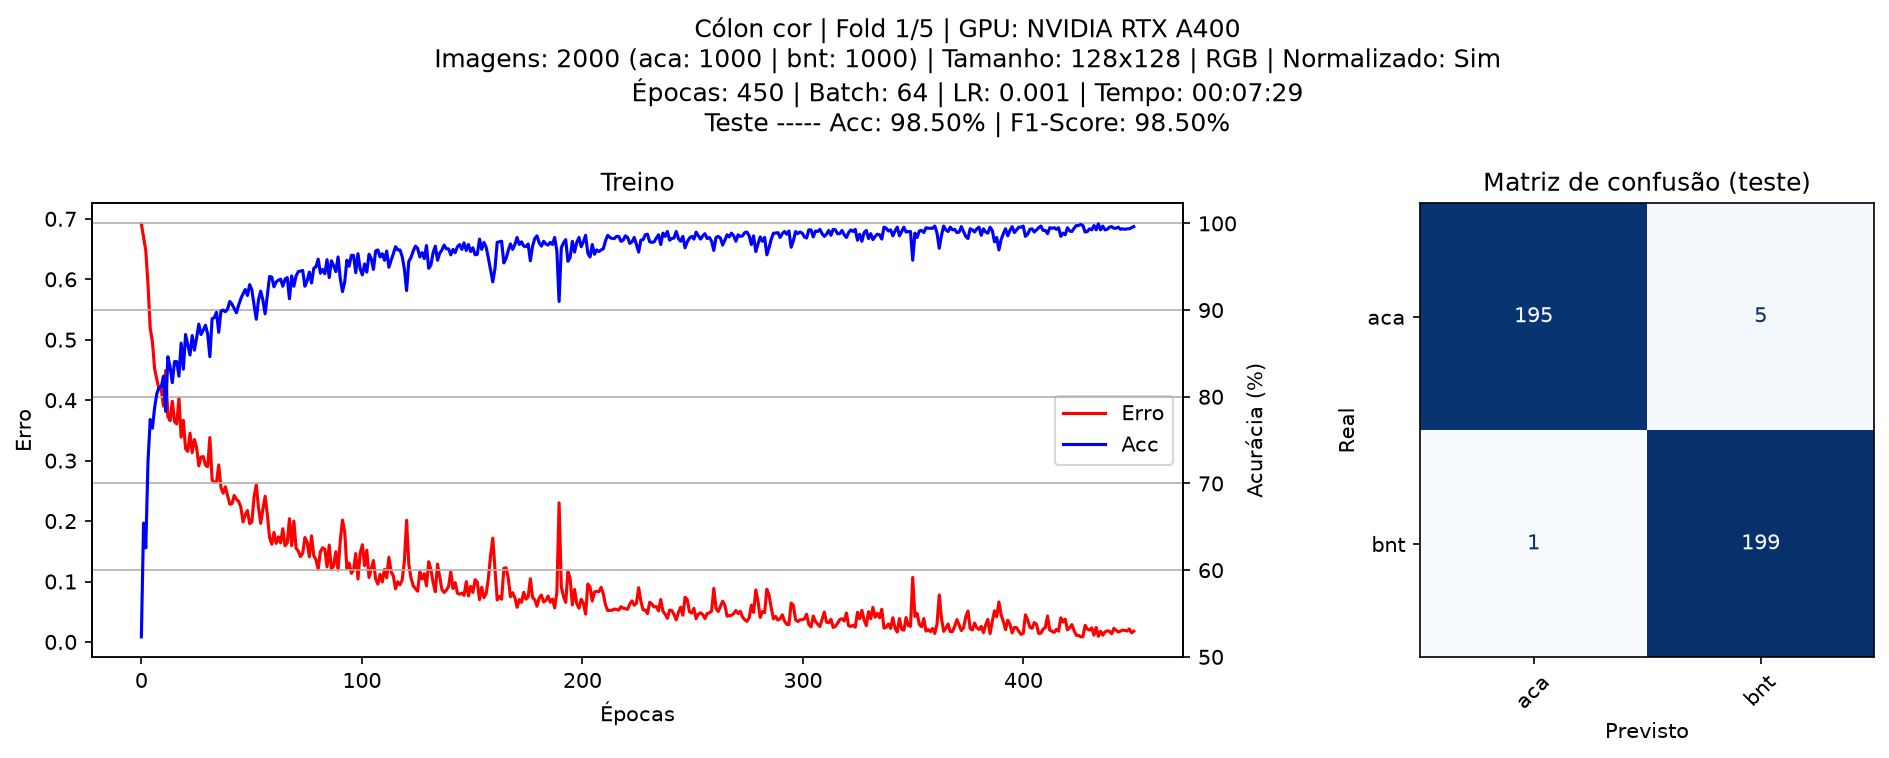 Cólon cor | Fold 1/5 | GPU: NVIDIA RTX A400
Imagens: 2000 (aca: 1000 | bnt: 1000) | Tamanho: 128x128 | RGB | Normalizado: Sim
Épocas: 450 | Batch: 64 | LR: 0.001 | Tempo: 00:07:29
Teste ----- Acc: 98.50% | F1-Score: 98.50%
Treino
0.7
0.6
0.5
0.4
0.3
0.2
0.1
0.0
Erro
0
100
200
300
400
Épocas
100
90
80
70
60
50
Acurácia (%)
Erro
Acc
Matriz de confusão (teste)
aca
195
5
bnt
1
199
Real
aca
bnt
Previsto